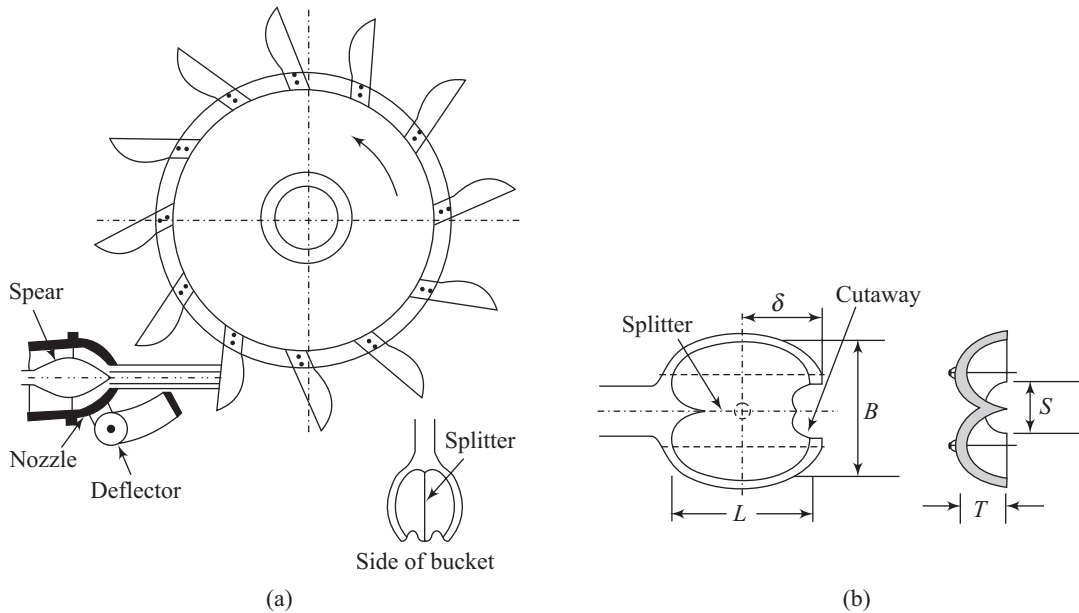 Spear
Nozzle
Deflector
Splitter
Side of bucket
(a)
δ
Cutaway
Splitter
B
S
L
T
(b)